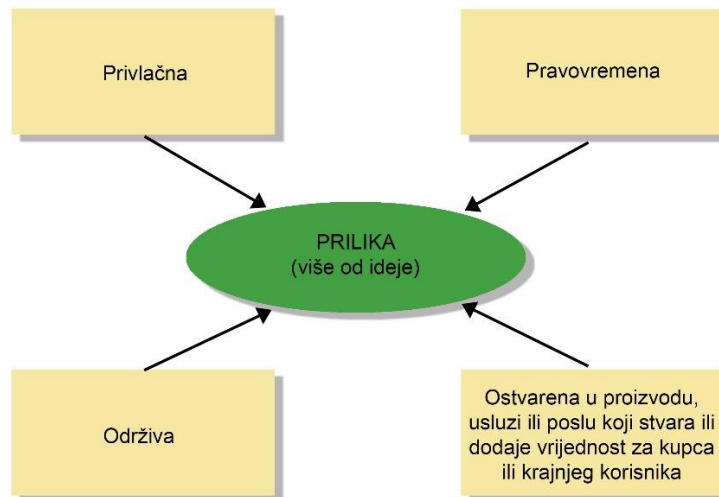 Privlačna
Pravovremena
PRILIKA
(više od ideje)
Održiva
Ostvarena u proizvodu,
usluzi ili poslu koji stvara ili
dodaje vrijednost za kupca
ili krajnjeg korisnika